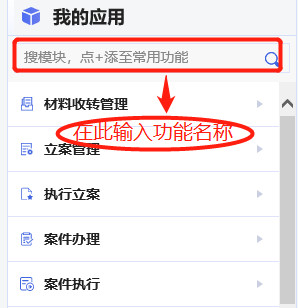 我的应用
搜模块，点+添至常用功能
材料收转管理
在此输入功能名称
立案管理
执行立案
案件办理
案件执行